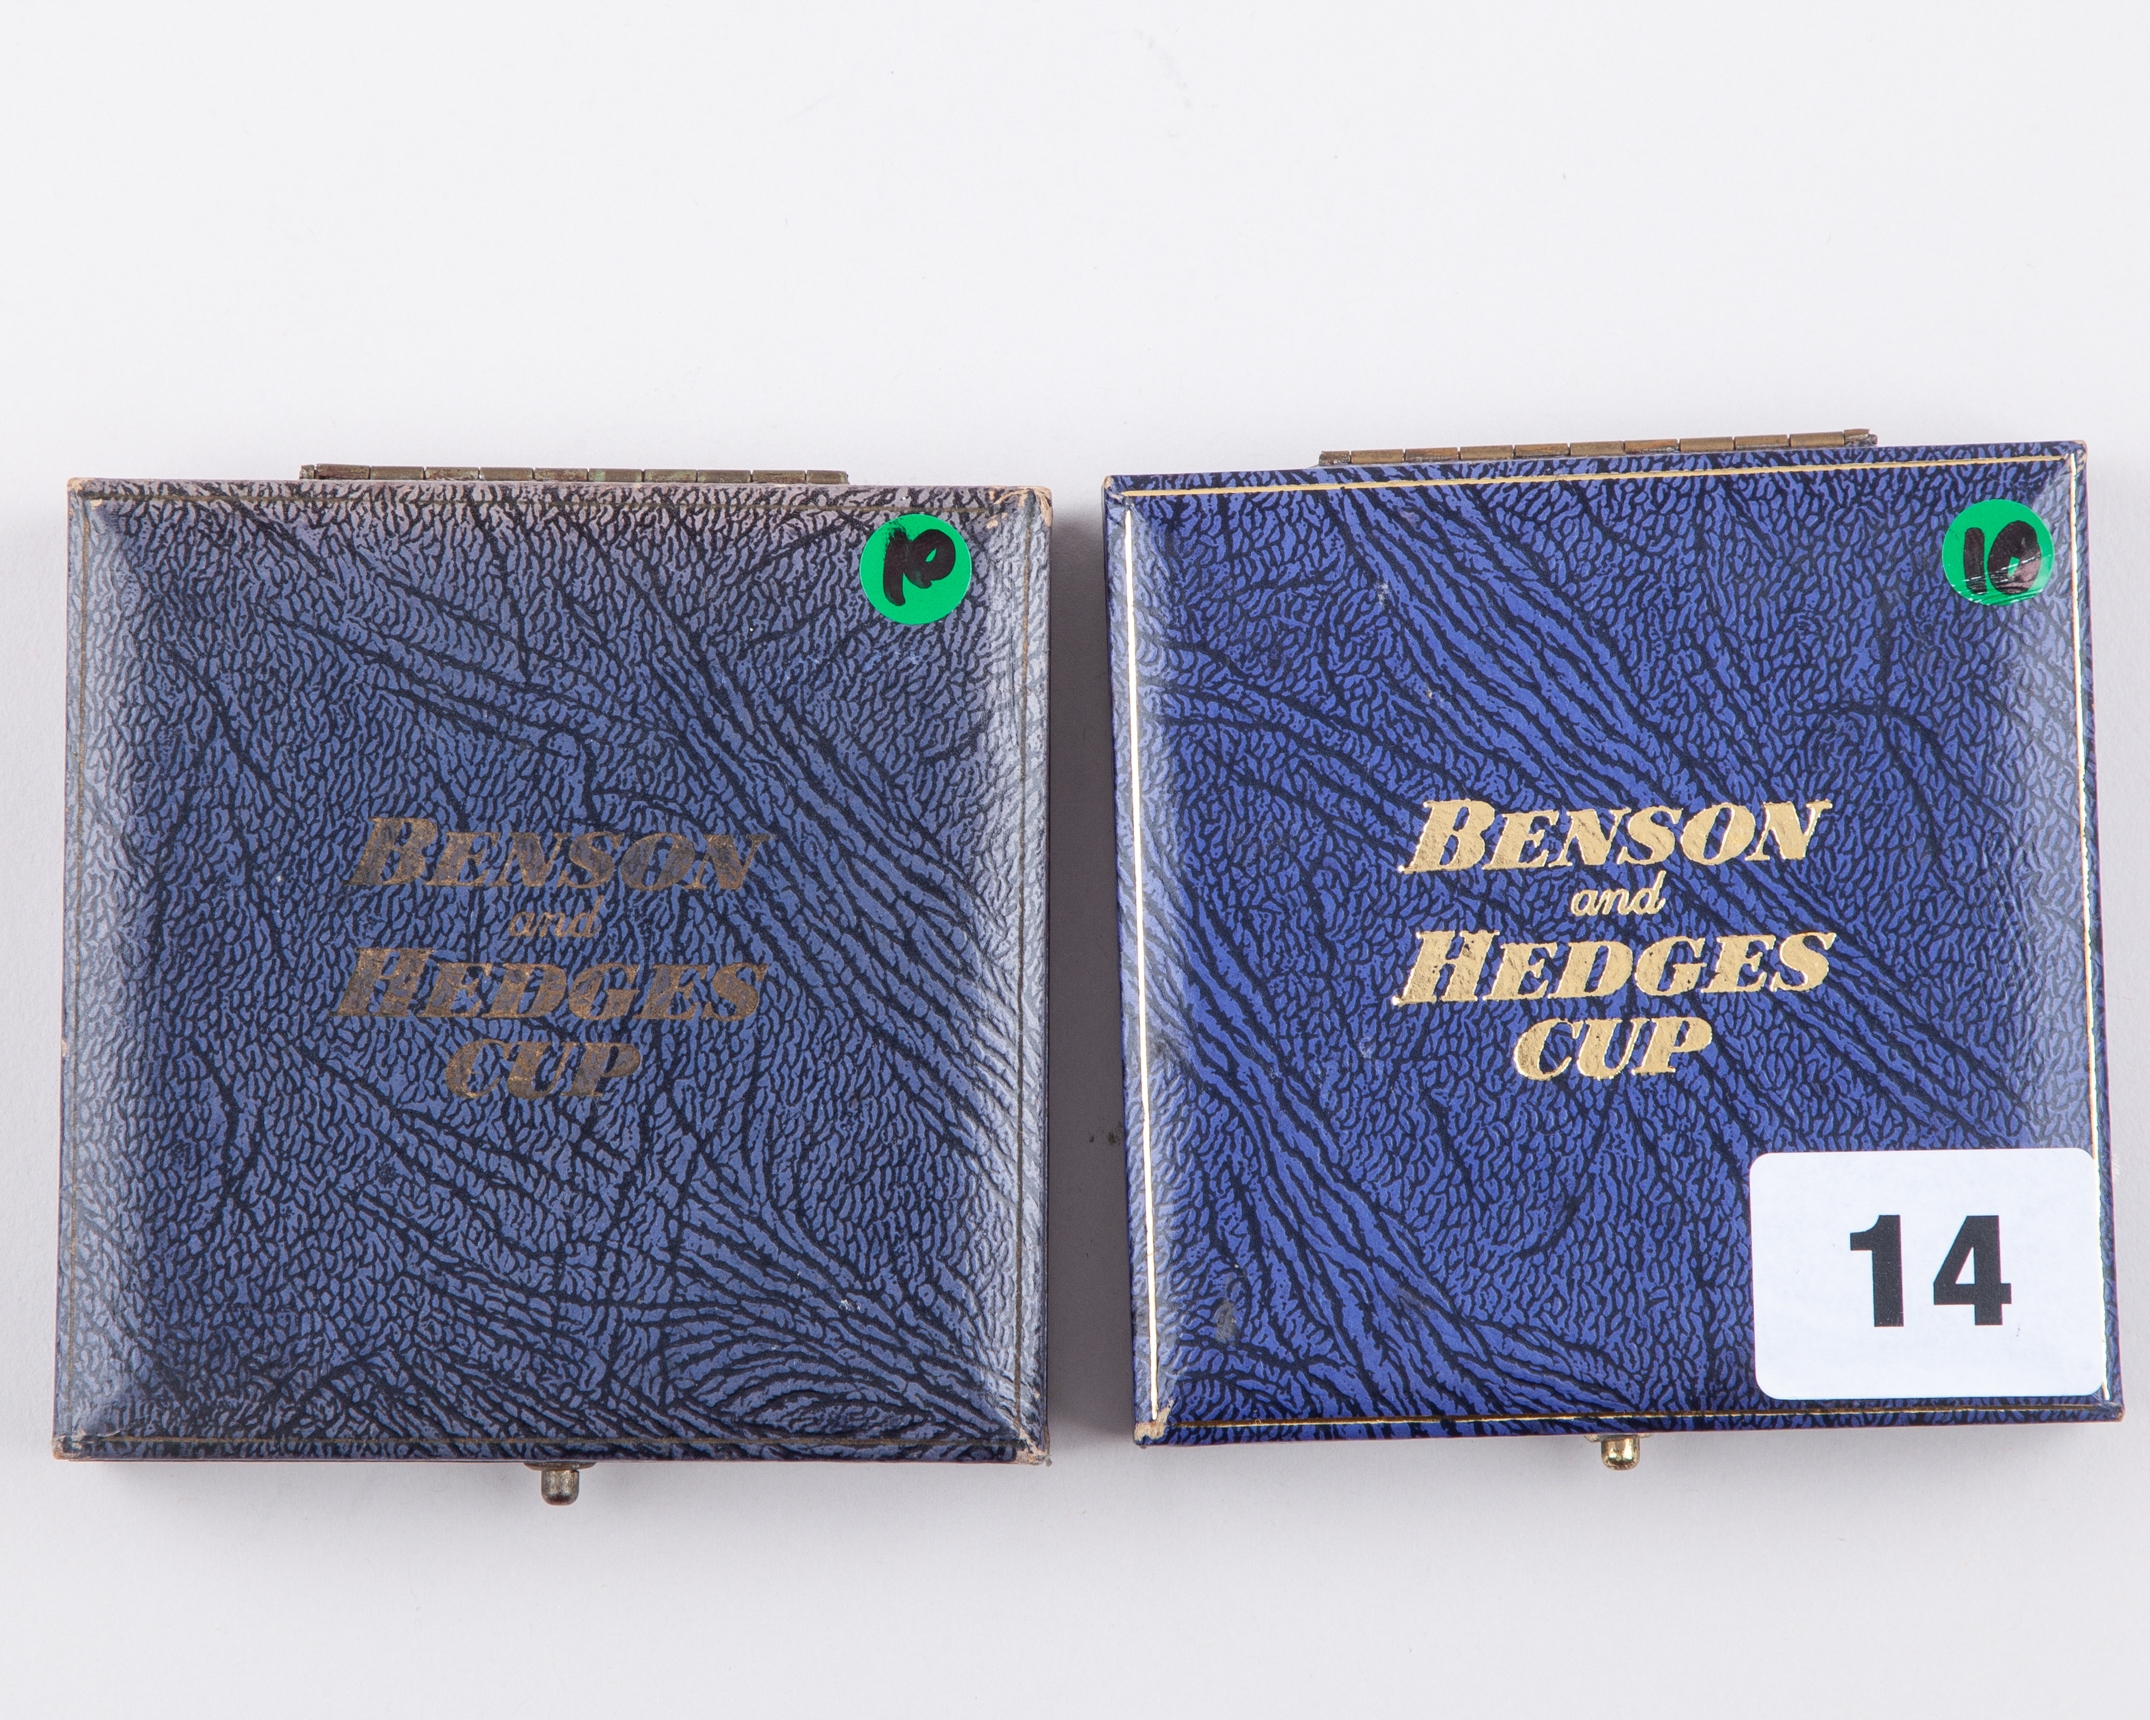 10
BENSON
and
HEDGES
CUP
10
BENSON
and
HEDGES
CUP
14